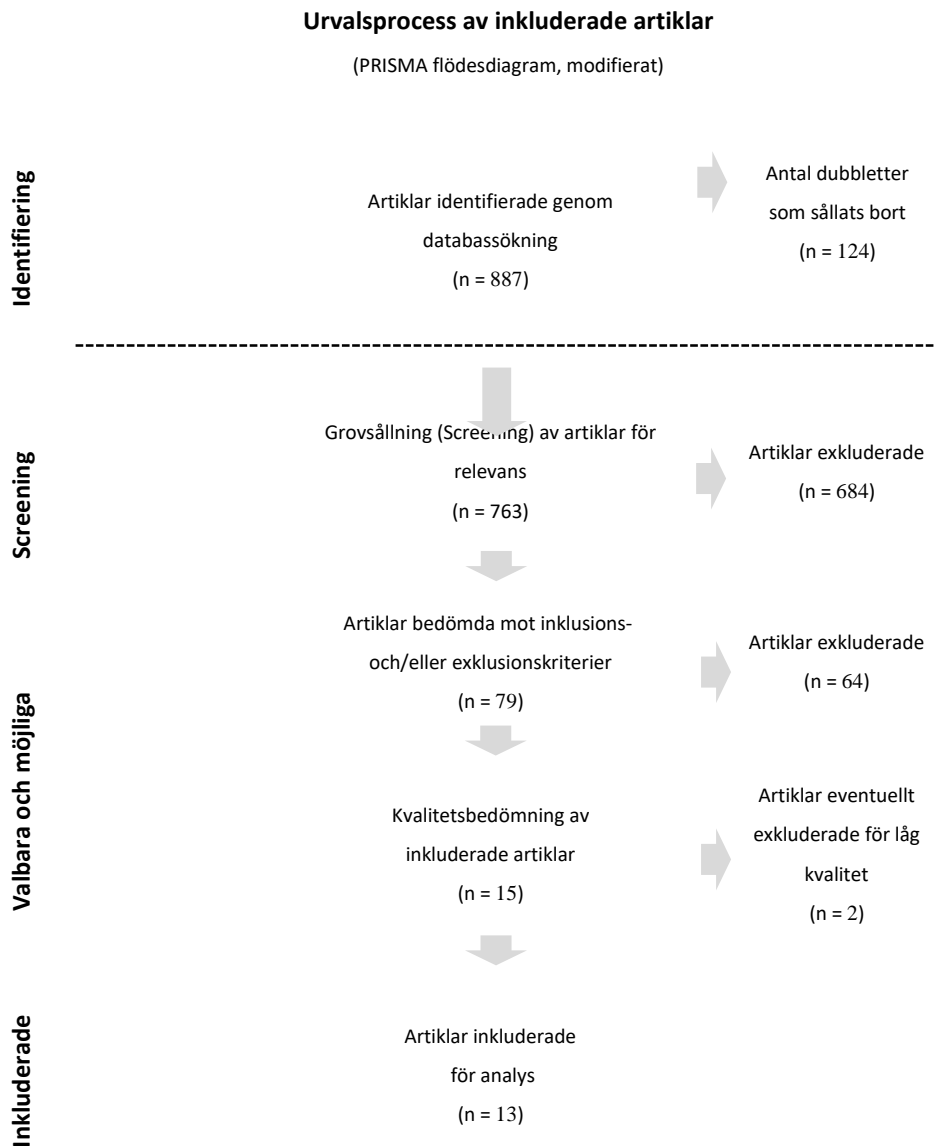 Urvalsprocess av inkluderade artiklar
(PRISMA flödesdiagram, modifierat)
Identifiering
Artiklar identifierade genom
databassökning
(n = 887)
Antal dubbletter
som sållats bort
(n = 124)
Screening
Grovsållning (Screening) av artiklar för
relevans
(n = 763)
Artiklar exkluderade
(n = 684)
Valbara och möjliga
Artiklar bedömda mot inklusions-
och/eller exklusionskriterier
(n = 79)
Artiklar exkluderade
(n = 64)
Kvalitetsbedömning av
inkluderade artiklar
(n = 15)
Artiklar eventuellt
exkluderade för låg
kvalitet
(n = 2)
Inkluderade
Artiklar inkluderade
för analys
(n = 13)